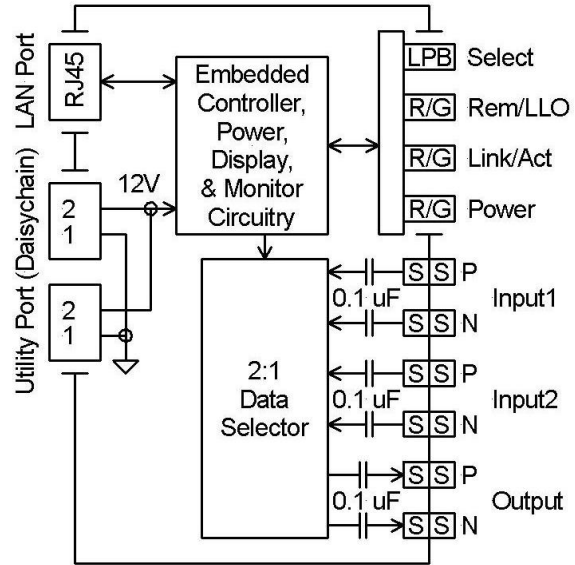 LAN Port
RJ45
Embedded
Controller,
Power,
Display,
& Monitor
Circuitry
LPB Select
R/G Rem/LLO
R/G Link/Act
R/G Power
Utility Port (Daisychain)
12V
2
1
2
1
2:1
Data
Selector
S S P
0.1 uF
Input1
S S N
S S P
0.1 uF
Input2
S S N
S S P
0.1 uF
Output
S S N